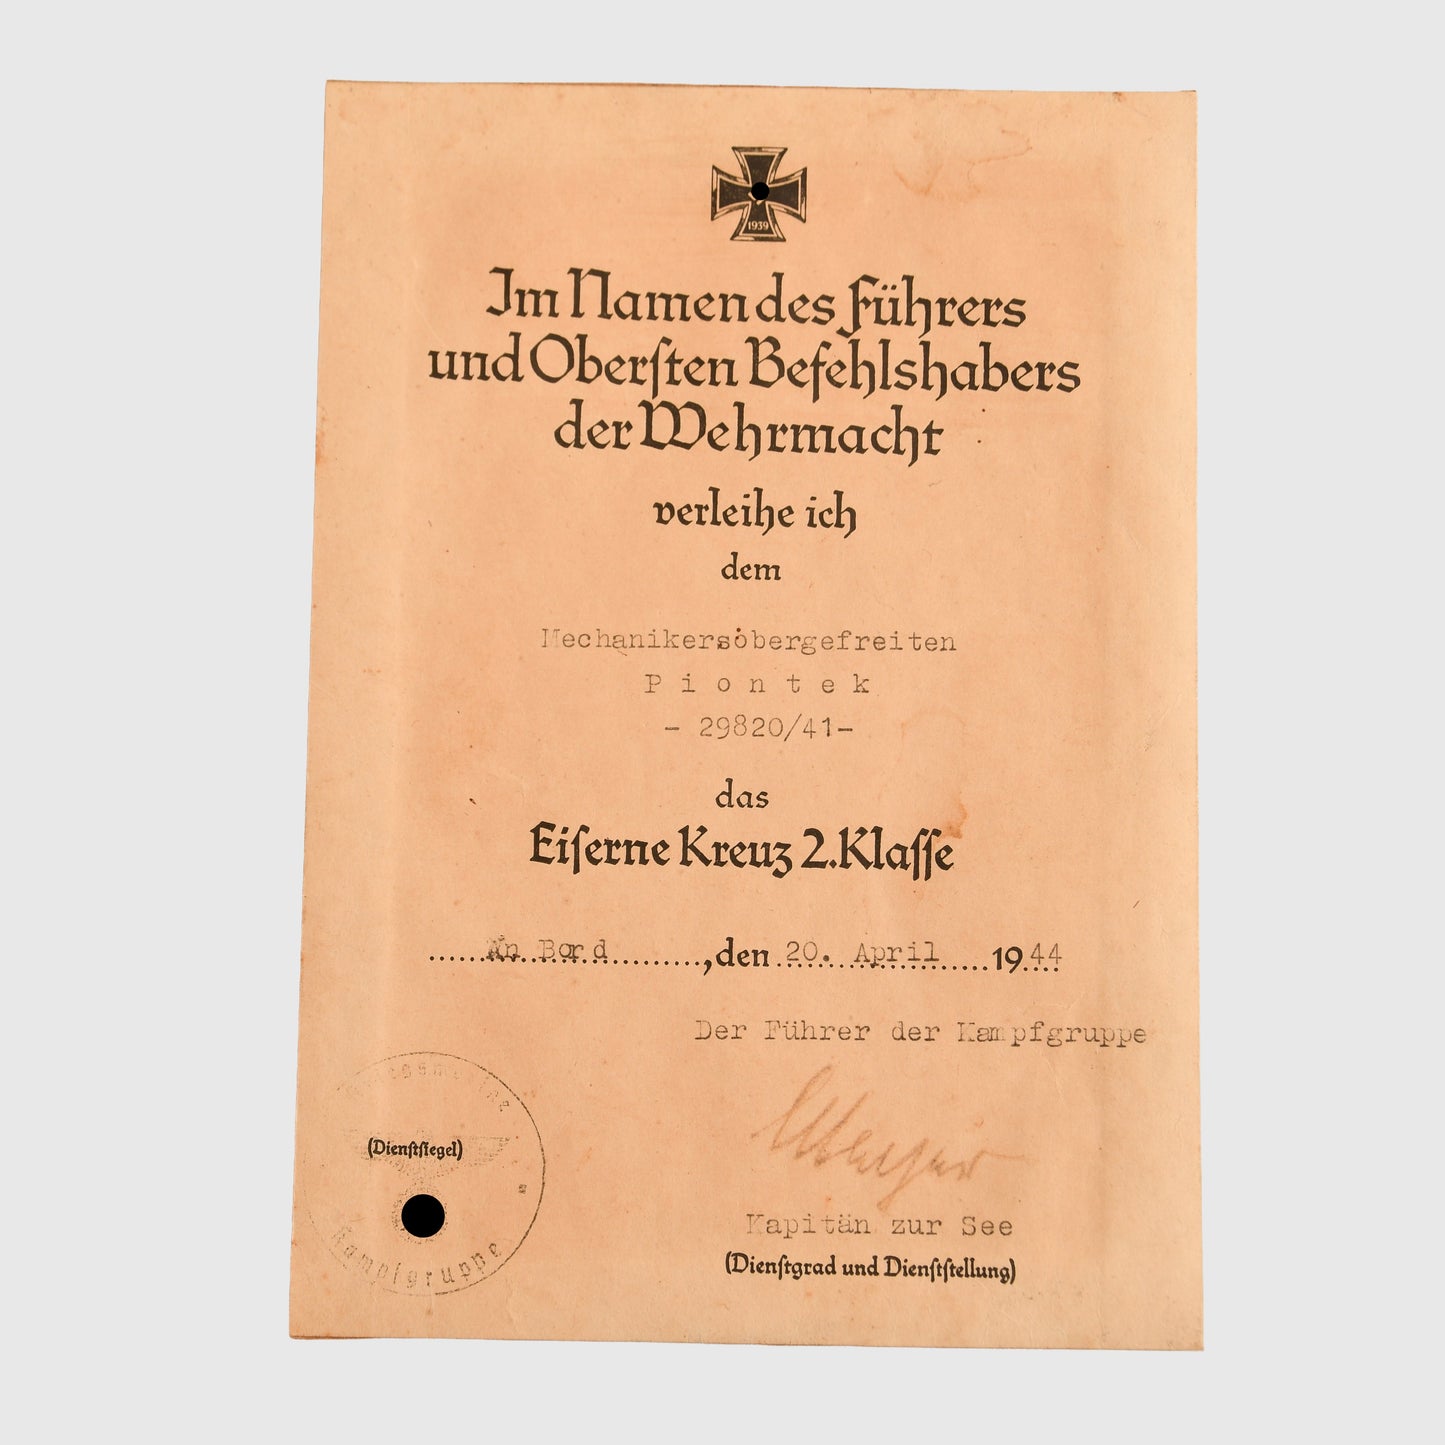 1939
Im Namen des Führers
und Oberſten Befehlshabers
der Wehrmacht
verleihe ich
dem
Mechanikersobergefreiten
Piontek
- 29820/41-
das
Eiſerne Kreuz 2. Klaſſe
An Bord, den 20. April 1944
Der Führer der Kampfgruppe
(Dienſtſiegel)
Kampfgruppe
Kapitän zur See
(Dienſtgrad und Dienſtſtellung)